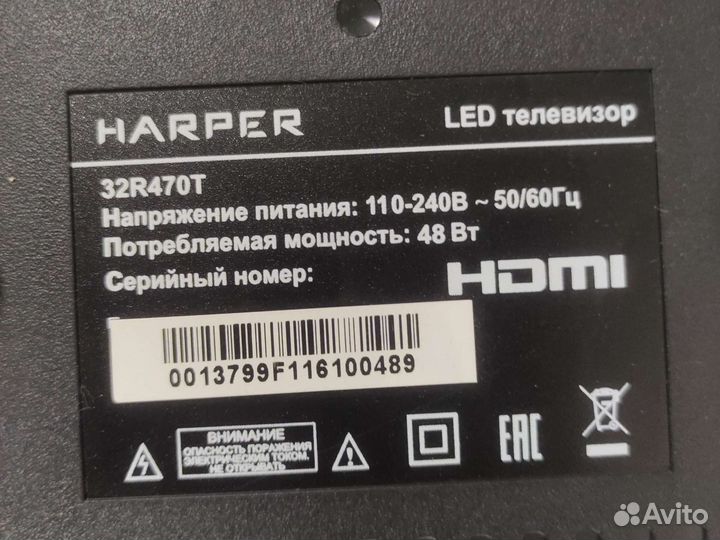 HARPER
LED телевизор
32R470T
Напряжение питания: 110-240В ~ 50/60Гц
Потребляемая мощность: 48 Вт
Серийный номер:
HDMI
0013799F116100489
ВНИМАНИЕ
ОПАСНОСТЬ ПОРАЖЕНИЯ
ЭЛЕКТРИЧЕСКИМ ТОКОМ.
НЕ ОТКРЫВАТЬ
EAC
Avito